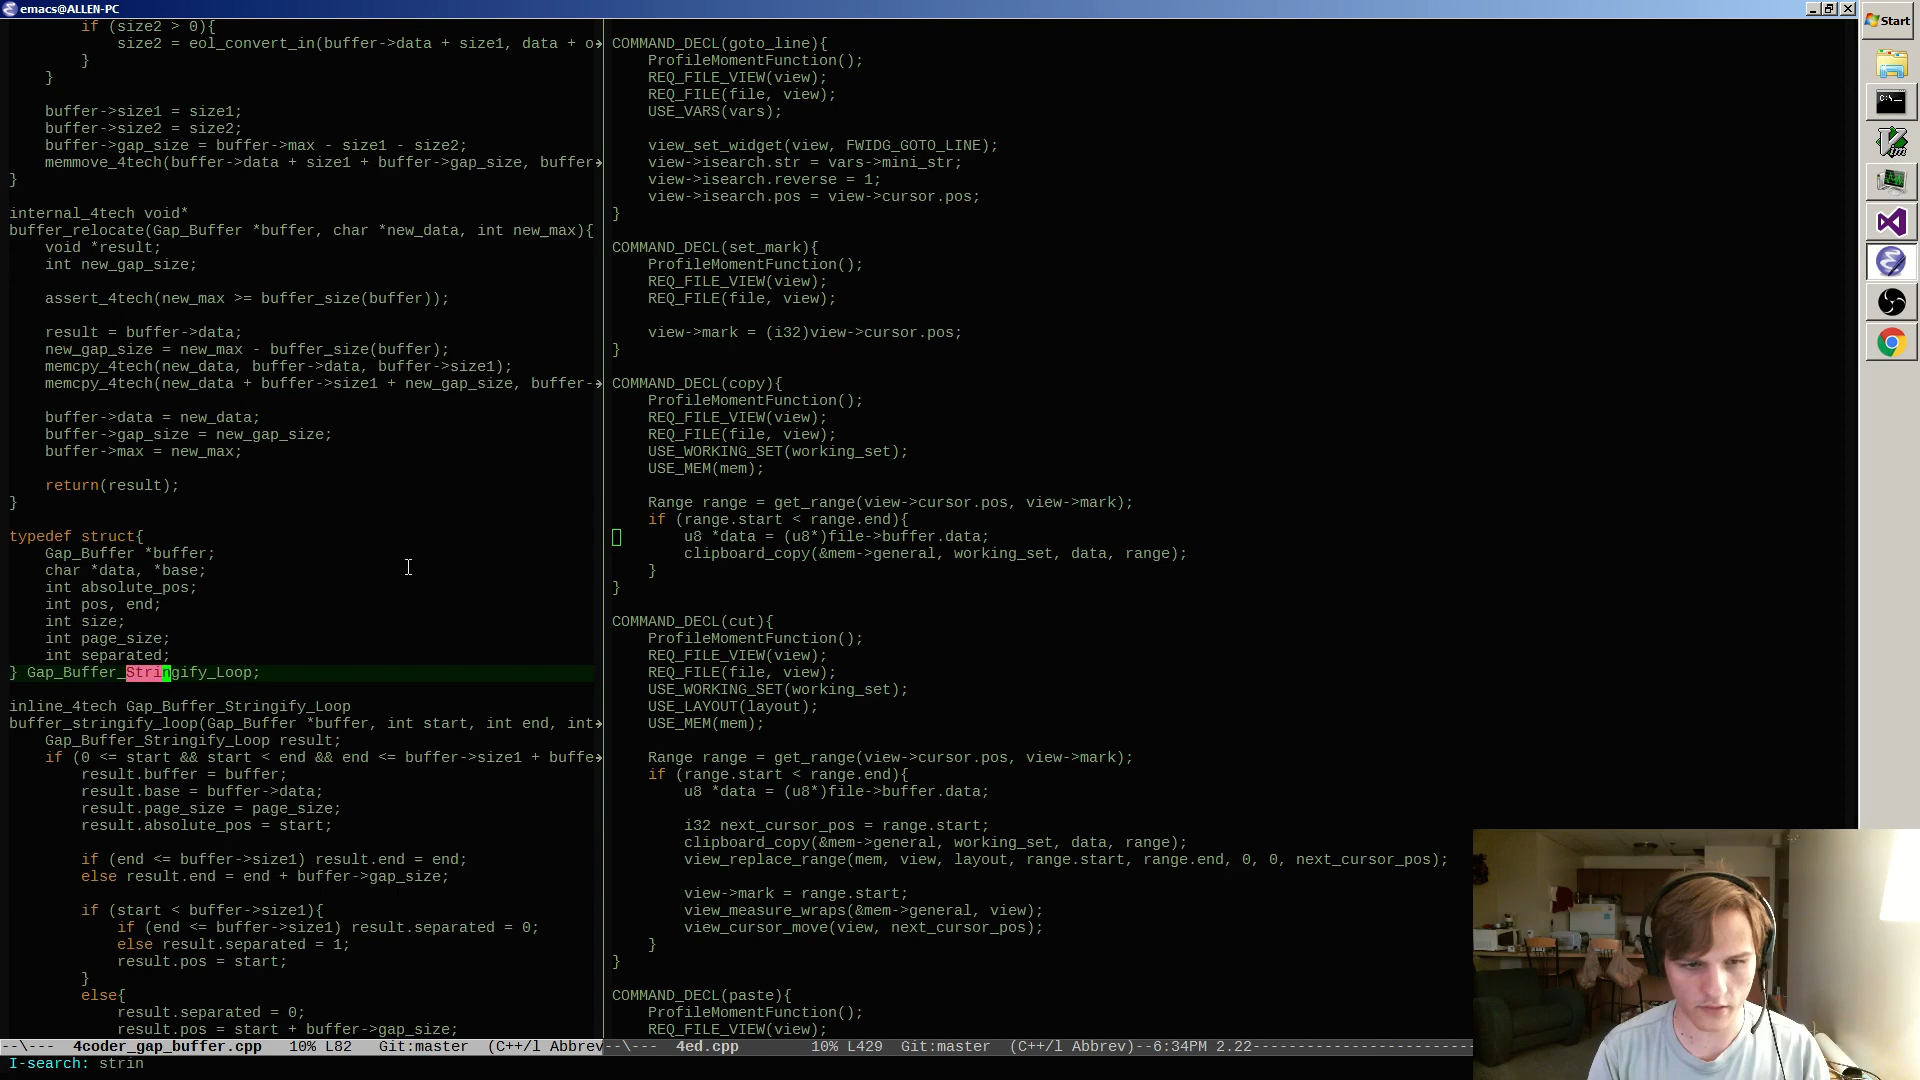 emacs@ALLEN-PC
if (size2 > 0){
size2 = eol_convert_in(buffer->data + size1, data + o
}
}
buffer->size1 = size1;
buffer->size2 = size2;
buffer->gap_size = buffer->max - size1 - size2;
memmove_4tech(buffer->data + size1 + buffer->gap_size, buffer
}
internal_4tech void*
buffer_relocate(Gap_Buffer *buffer, char *new_data, int new_max){
void *result;
int new_gap_size;
assert_4tech(new_max >= buffer_size(buffer));
result = buffer->data;
new_gap_size = new_max - buffer_size(buffer);
memcpy_4tech(new_data, buffer->data, buffer->size1);
memcpy_4tech(new_data + buffer->size1 + new_gap_size, buffer-
buffer->data = new_data;
buffer->gap_size = new_gap_size;
buffer->max = new_max;
return(result);
}
typedef struct{
Gap_Buffer *buffer;
char *data, *base;
int absolute_pos;
int pos, end;
int size;
int page_size;
int separated;
} Gap_Buffer_Stringify_Loop;
inline_4tech Gap_Buffer_Stringify_Loop
buffer_stringify_loop(Gap_Buffer *buffer, int start, int end, int
Gap_Buffer_Stringify_Loop result;
if (0 <= start && start < end && end <= buffer->size1 + buffe
result.buffer = buffer;
result.base = buffer->data;
result.page_size = page_size;
result.absolute_pos = start;
if (end <= buffer->size1) result.end = end;
else result.end = end + buffer->gap_size;
if (start < buffer->size1){
if (end <= buffer->size1) result.separated = 0;
else result.separated = 1;
result.pos = start;
}
else{
result.separated = 0;
result.pos = start + buffer->gap_size;
--\--- 4coder_gap_buffer.cpp 10% L82 Git:master (C++/l Abbrev
I-search: strin
COMMAND_DECL(goto_line){
ProfileMomentFunction();
REQ_FILE_VIEW(view);
REQ_FILE(file, view);
USE_VARS(vars);
view_set_widget(view, FWIDG_GOTO_LINE);
view->isearch.str = vars->mini_str;
view->isearch.reverse = 1;
view->isearch.pos = view->cursor.pos;
}
COMMAND_DECL(set_mark){
ProfileMomentFunction();
REQ_FILE_VIEW(view);
REQ_FILE(file, view);
view->mark = (i32)view->cursor.pos;
}
COMMAND_DECL(copy){
ProfileMomentFunction();
REQ_FILE_VIEW(view);
REQ_FILE(file, view);
USE_WORKING_SET(working_set);
USE_MEM(mem);
Range range = get_range(view->cursor.pos, view->mark);
if (range.start < range.end){
u8 *data = (u8*)file->buffer.data;
clipboard_copy(&mem->general, working_set, data, range);
}
}
COMMAND_DECL(cut){
ProfileMomentFunction();
REQ_FILE_VIEW(view);
REQ_FILE(file, view);
USE_WORKING_SET(working_set);
USE_LAYOUT(layout);
USE_MEM(mem);
Range range = get_range(view->cursor.pos, view->mark);
if (range.start < range.end){
u8 *data = (u8*)file->buffer.data;
i32 next_cursor_pos = range.start;
clipboard_copy(&mem->general, working_set, data, range);
view_replace_range(mem, view, layout, range.start, range.end, 0, 0, next_cursor_pos);
view->mark = range.start;
view_measure_wraps(&mem->general, view);
view_cursor_move(view, next_cursor_pos);
}
}
COMMAND_DECL(paste){
ProfileMomentFunction();
REQ_FILE_VIEW(view);
--\--- 4ed.cpp 10% L429 Git:master (C++/l Abbrev)--6:34PM 2.22--------------------------
Start
C:\_
Vim